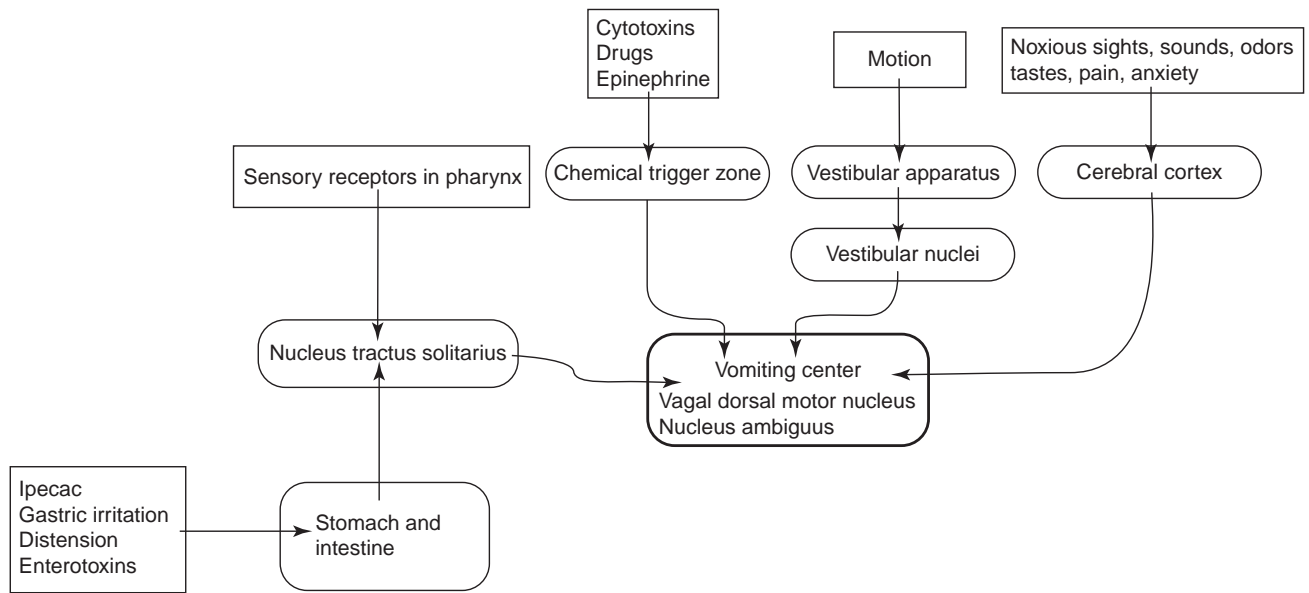 Cytotoxins
Drugs
Epinephrine
Motion
Noxious sights, sounds, odors
tastes, pain, anxiety
Sensory receptors in pharynx
Chemical trigger zone
Vestibular apparatus
Cerebral cortex
Vestibular nuclei
Nucleus tractus solitarius
Vomiting center
Vagal dorsal motor nucleus
Nucleus ambiguus
Ipecac
Gastric irritation
Distension
Enterotoxins
Stomach and
intestine